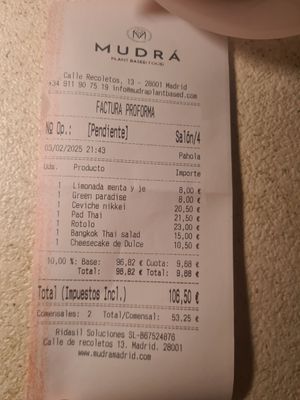 MUDRÁ
PLANT BASED FOOD
Calle Recoletos, 13 - 28001 Madrid
+34 911 90 75 19 info@mudraplantbased.com
FACTURA PROFORMA
Nº Op.: [Pendiente] Salón/4
03/02/2025 21:43 Pahola
Uds. Producto Importe
1 Limonada menta y je 8,00 €
1 Green paradise 8,00 €
1 Ceviche nikkei 20,50 €
1 Pad Thai 21,50 €
1 Rotolo 23,00 €
1 Bangkok Thai salad 15,00 €
1 Cheesecake de Dulce 10,50 €
10,00 %: Base: 96,82 € Cuota: 9,68 €
Total: 96,82 € Total: 9,68 €
Total (Impuestos Incl.) 106,50 €
Comensales: 2 Total/Comensal: 53,25 €
Ridasil Soluciones SL-B67524876
Calle de recoletos 13. Madrid. 28001
www.mudramadrid.com